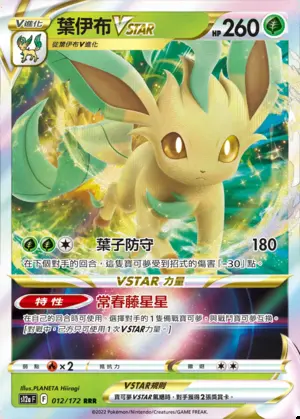 V進化
葉伊布VSTAR
HP260
從葉伊布V進化
葉子防守 180
在下個對手的回合,這隻寶可夢受到招式的傷害「-30」點。
VSTAR 力量
特性 常春藤星星
在自己的回合時可使用。選擇對手的1隻備戰寶可夢,與戰鬥寶可夢互換。
[對戰中,己方只可使用1次VSTAR力量。]
×2
Illus.PLANETA Hiiragi
s12a F F 012/172 RRR
VSTAR規則
當寶可夢VSTAR氣絕時,對手獲得2張獎賞卡。
©2022 Pokémon/Nintendo/Creatures/GAME FREAK.